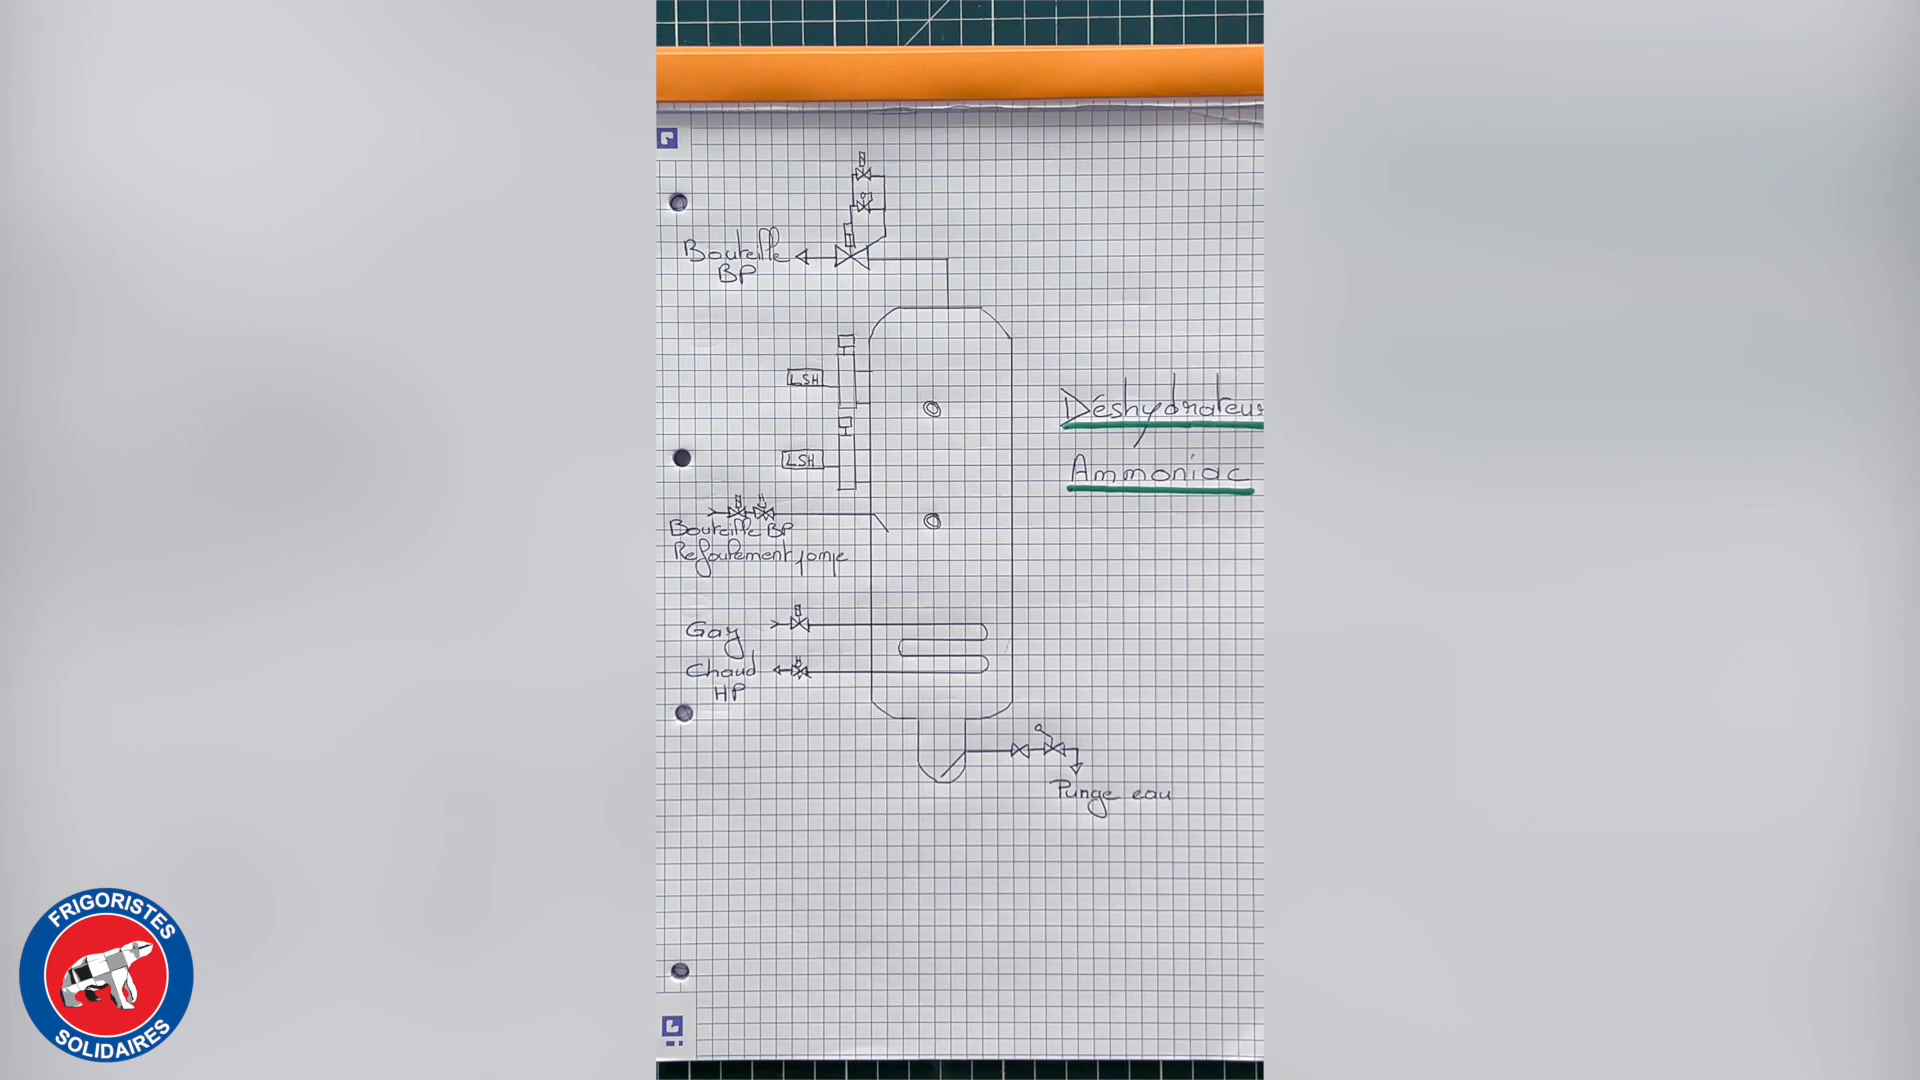 Bouteille
BP
LSH
LSH
Déshydrateur
Ammoniac
Bouteille BP
Refoulement pompe
Gaz
Chaud
HP
Purge eau
FRIGORISTES
SOLIDAIRES